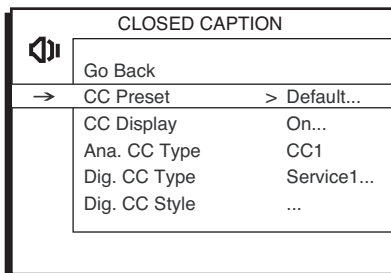 CLOSED CAPTION
Go Back
→ CC Preset > Default...
CC Display On...
Ana. CC Type CC1
Dig. CC Type Service1...
Dig. CC Style ...